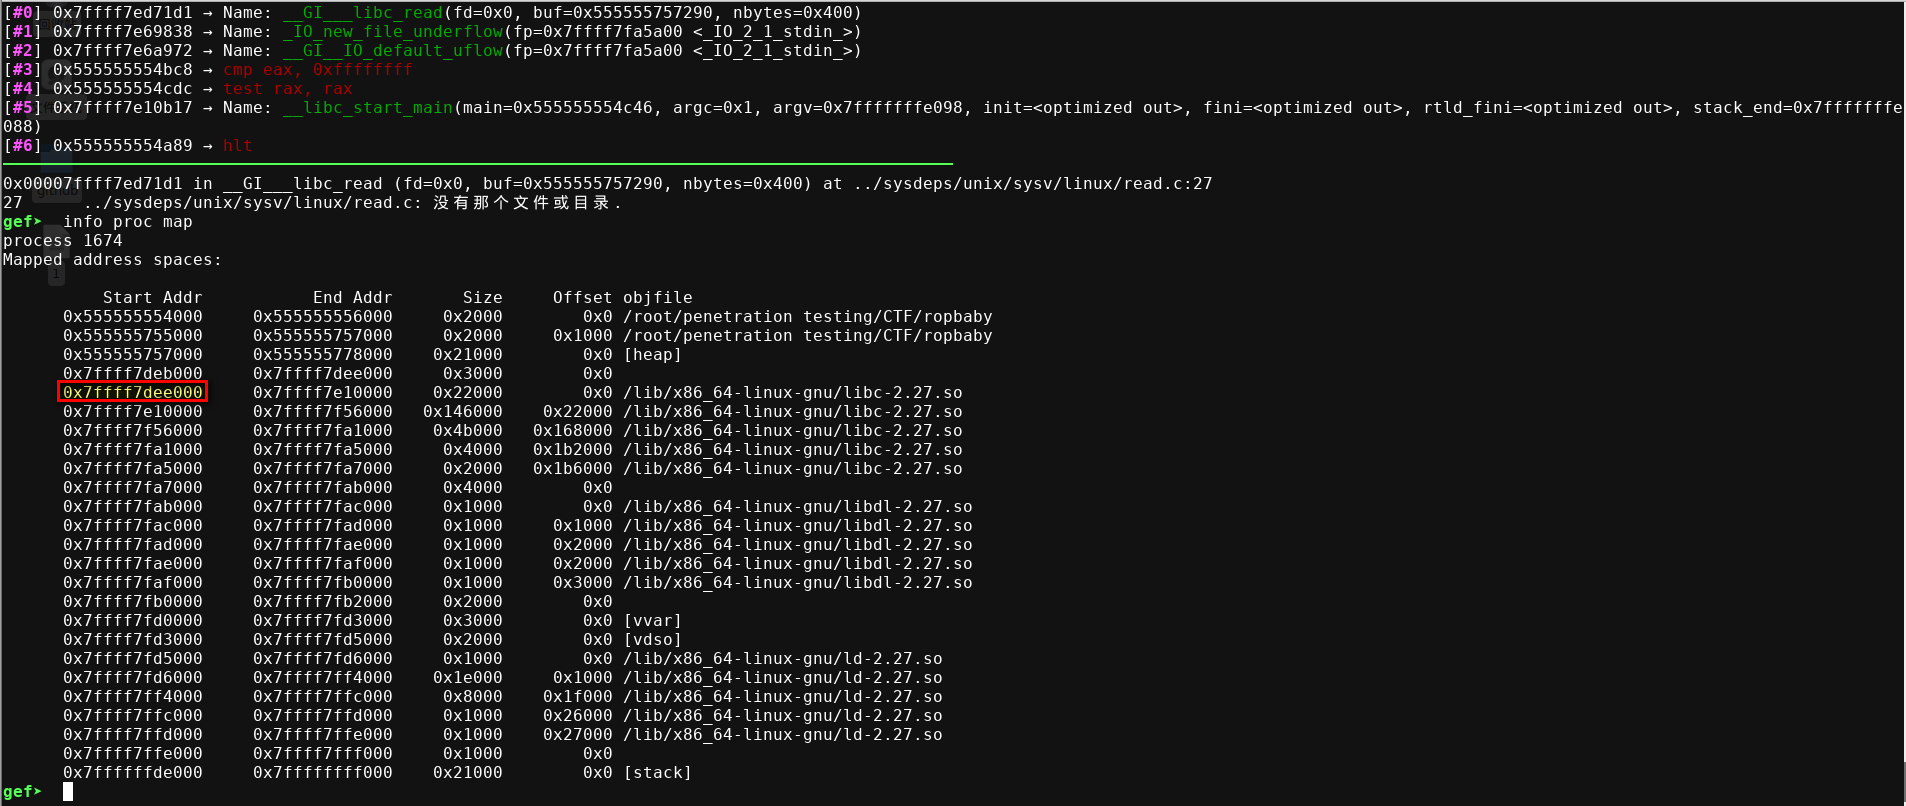 [#0] 0x7ffff7ed71d1 → Name: __GI___libc_read(fd=0x0, buf=0x555555757290, nbytes=0x400)
[#1] 0x7ffff7e69838 → Name: _IO_new_file_underflow(fp=0x7ffff7fa5a00 <_IO_2_1_stdin_>)
[#2] 0x7ffff7e6a972 → Name: __GI__IO_default_uflow(fp=0x7ffff7fa5a00 <_IO_2_1_stdin_>)
[#3] 0x555555554bc8 → cmp eax, 0xffffffff
[#4] 0x555555554cdc → test rax, rax
[#5] 0x7ffff7e10b17 → Name: __libc_start_main(main=0x555555554c46, argc=0x1, argv=0x7fffffffe098, init=<optimized out>, fini=<optimized out>, rtld_fini=<optimized out>, stack_end=0x7fffffffe
088)
[#6] 0x555555554a89 → hlt
0x00007ffff7ed71d1 in __GI___libc_read (fd=0x0, buf=0x555555757290, nbytes=0x400) at ../sysdeps/unix/sysv/linux/read.c:27
27      ../sysdeps/unix/sysv/linux/read.c: 没有那个文件或目录.
gef➤  info proc map
process 1674
Mapped address spaces:
          Start Addr           End Addr       Size     Offset objfile
      0x555555554000     0x555555556000     0x2000        0x0 /root/penetration testing/CTF/ropbaby
      0x555555755000     0x555555757000     0x2000     0x1000 /root/penetration testing/CTF/ropbaby
      0x555555757000     0x555555778000    0x21000        0x0 [heap]
      0x7ffff7deb000     0x7ffff7dee000     0x3000        0x0
      0x7ffff7dee000     0x7ffff7e10000    0x22000        0x0 /lib/x86_64-linux-gnu/libc-2.27.so
      0x7ffff7e10000     0x7ffff7f56000   0x146000    0x22000 /lib/x86_64-linux-gnu/libc-2.27.so
      0x7ffff7f56000     0x7ffff7fa1000    0x4b000   0x168000 /lib/x86_64-linux-gnu/libc-2.27.so
      0x7ffff7fa1000     0x7ffff7fa5000     0x4000   0x1b2000 /lib/x86_64-linux-gnu/libc-2.27.so
      0x7ffff7fa5000     0x7ffff7fa7000     0x2000   0x1b6000 /lib/x86_64-linux-gnu/libc-2.27.so
      0x7ffff7fa7000     0x7ffff7fab000     0x4000        0x0
      0x7ffff7fab000     0x7ffff7fac000     0x1000        0x0 /lib/x86_64-linux-gnu/libdl-2.27.so
      0x7ffff7fac000     0x7ffff7fad000     0x1000     0x1000 /lib/x86_64-linux-gnu/libdl-2.27.so
      0x7ffff7fad000     0x7ffff7fae000     0x1000     0x2000 /lib/x86_64-linux-gnu/libdl-2.27.so
      0x7ffff7fae000     0x7ffff7faf000     0x1000     0x2000 /lib/x86_64-linux-gnu/libdl-2.27.so
      0x7ffff7faf000     0x7ffff7fb0000     0x1000     0x3000 /lib/x86_64-linux-gnu/libdl-2.27.so
      0x7ffff7fb0000     0x7ffff7fb2000     0x2000        0x0
      0x7ffff7fd0000     0x7ffff7fd3000     0x3000        0x0 [vvar]
      0x7ffff7fd3000     0x7ffff7fd5000     0x2000        0x0 [vdso]
      0x7ffff7fd5000     0x7ffff7fd6000     0x1000        0x0 /lib/x86_64-linux-gnu/ld-2.27.so
      0x7ffff7fd6000     0x7ffff7ff4000    0x1e000     0x1000 /lib/x86_64-linux-gnu/ld-2.27.so
      0x7ffff7ff4000     0x7ffff7ffc000     0x8000    0x1f000 /lib/x86_64-linux-gnu/ld-2.27.so
      0x7ffff7ffc000     0x7ffff7ffd000     0x1000    0x26000 /lib/x86_64-linux-gnu/ld-2.27.so
      0x7ffff7ffd000     0x7ffff7ffe000     0x1000    0x27000 /lib/x86_64-linux-gnu/ld-2.27.so
      0x7ffff7ffe000     0x7ffff7fff000     0x1000        0x0
      0x7ffffffde000     0x7ffffffff000    0x21000        0x0 [stack]
gef➤